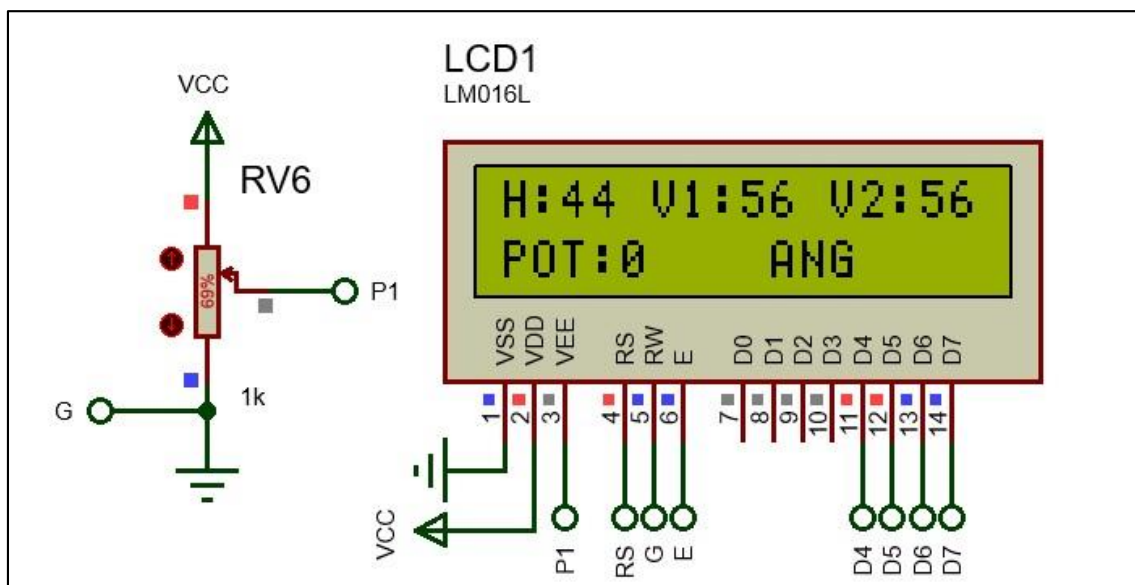 LCD1
LM016L
VCC
RV6
69%
P1
1k
G
H:44 V1:56 V2:56
POT:0 ANG
VSS VDD VEE RS RW E D0 D1 D2 D3 D4 D5 D6 D7
1 2 3 4 5 6 7 8 9 10 11 12 13 14
VCC
P1 RS G E D4 D5 D6 D7